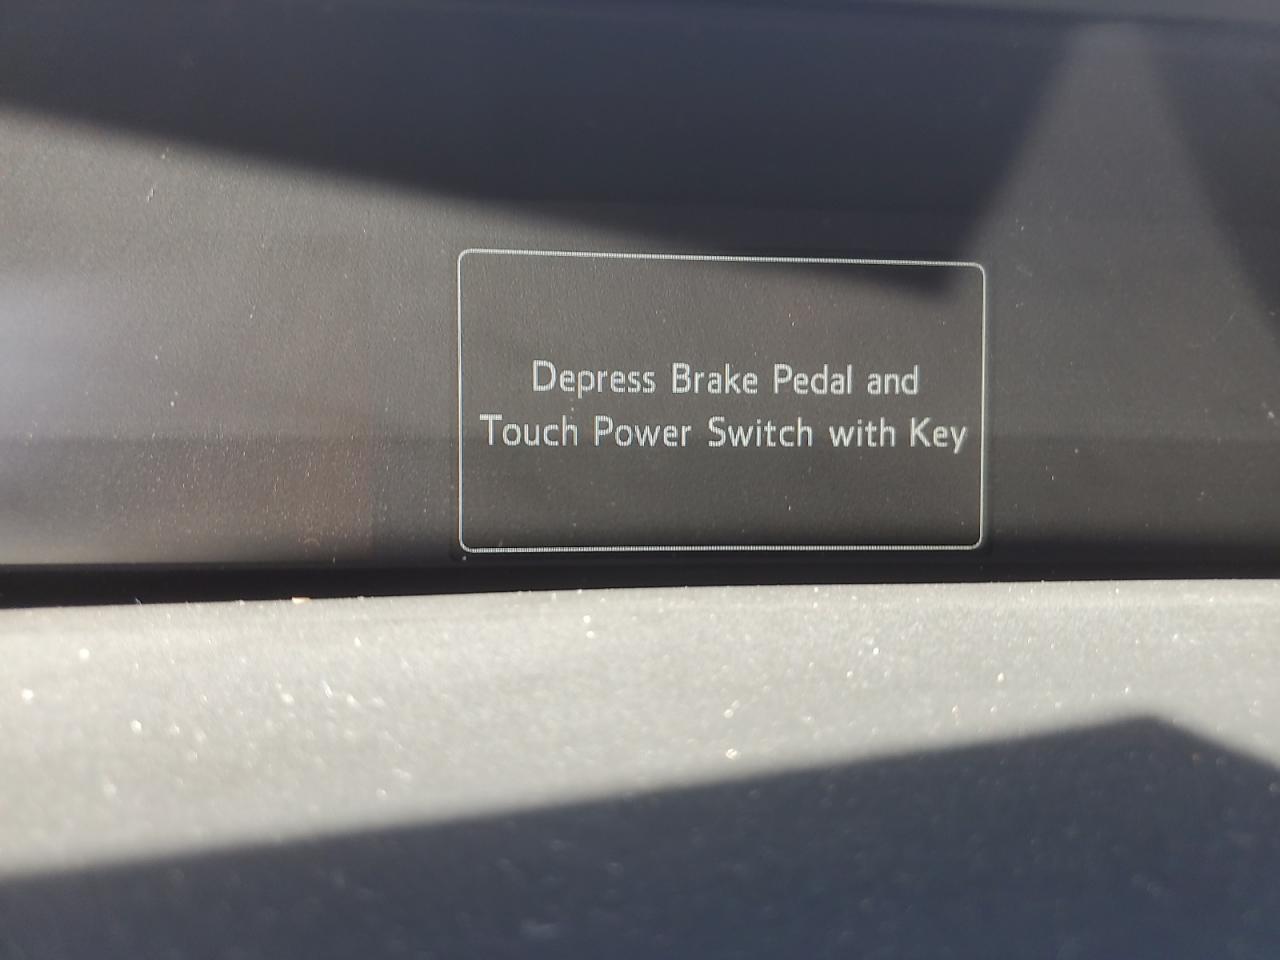 Depress Brake Pedal and
Touch Power Switch with Key